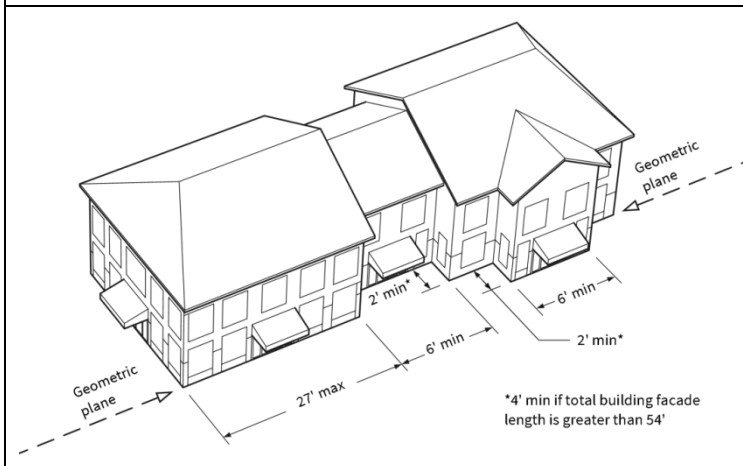 Geometric
plane
2' min*
6' min
2' min*
6' min
27' max
Geometric
plane
*4' min if total building facade
length is greater than 54'